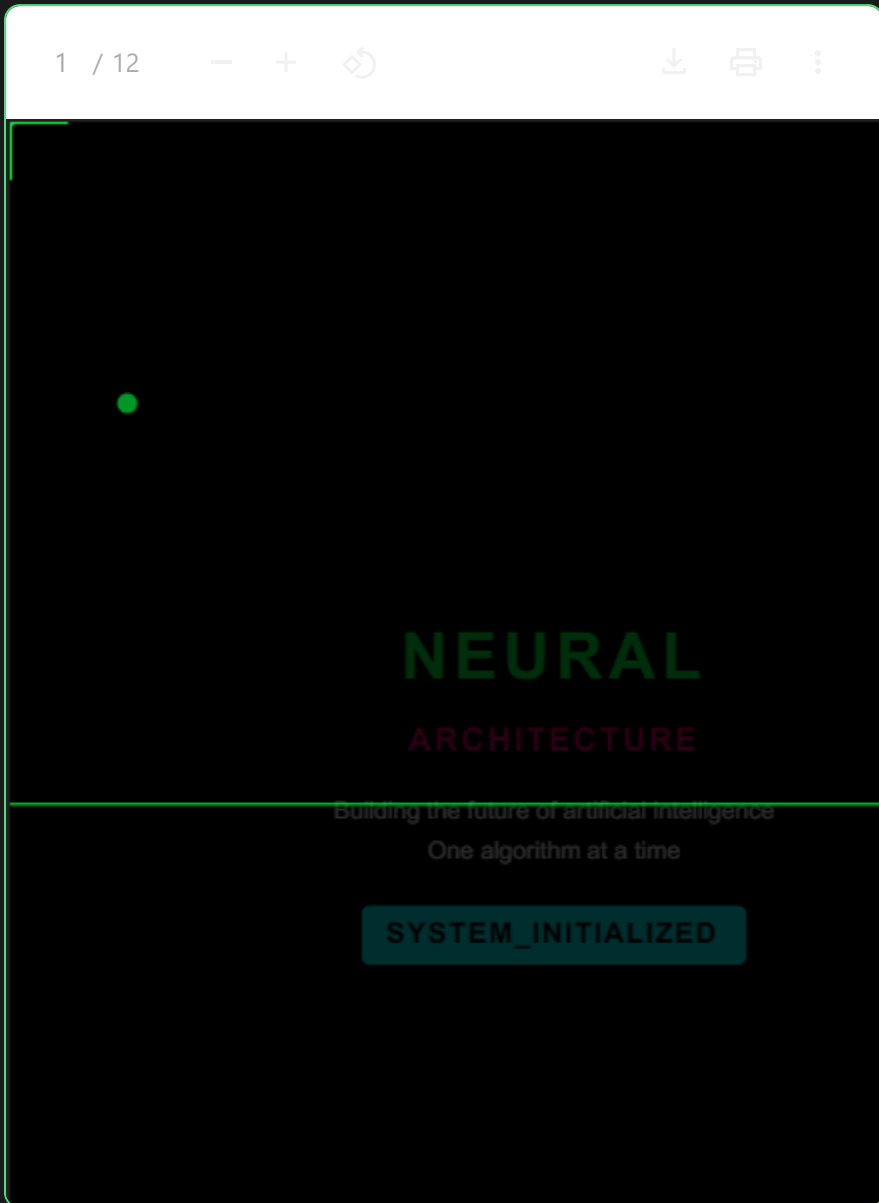 1 / 12
NEURAL
ARCHITECTURE
Building the future of artificial intelligence
One algorithm at a time
SYSTEM_INITIALIZED